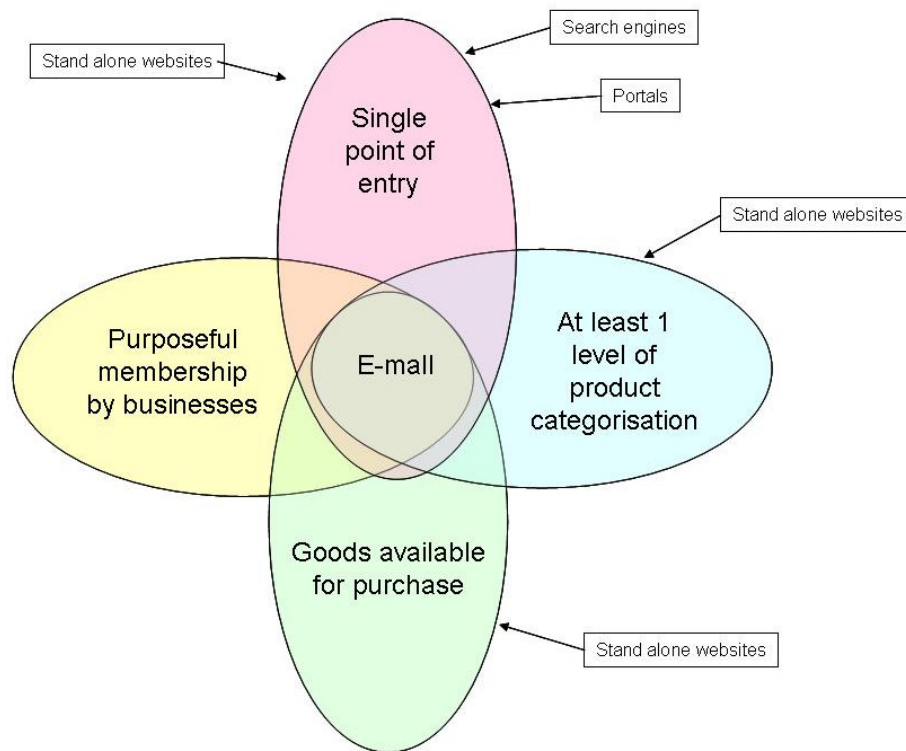 Search engines
Stand alone websites
Portals
Single
point of
entry
Stand alone websites
Purposeful
membership
by businesses
E-mall
At least 1
level of
product
categorisation
Goods available
for purchase
Stand alone websites